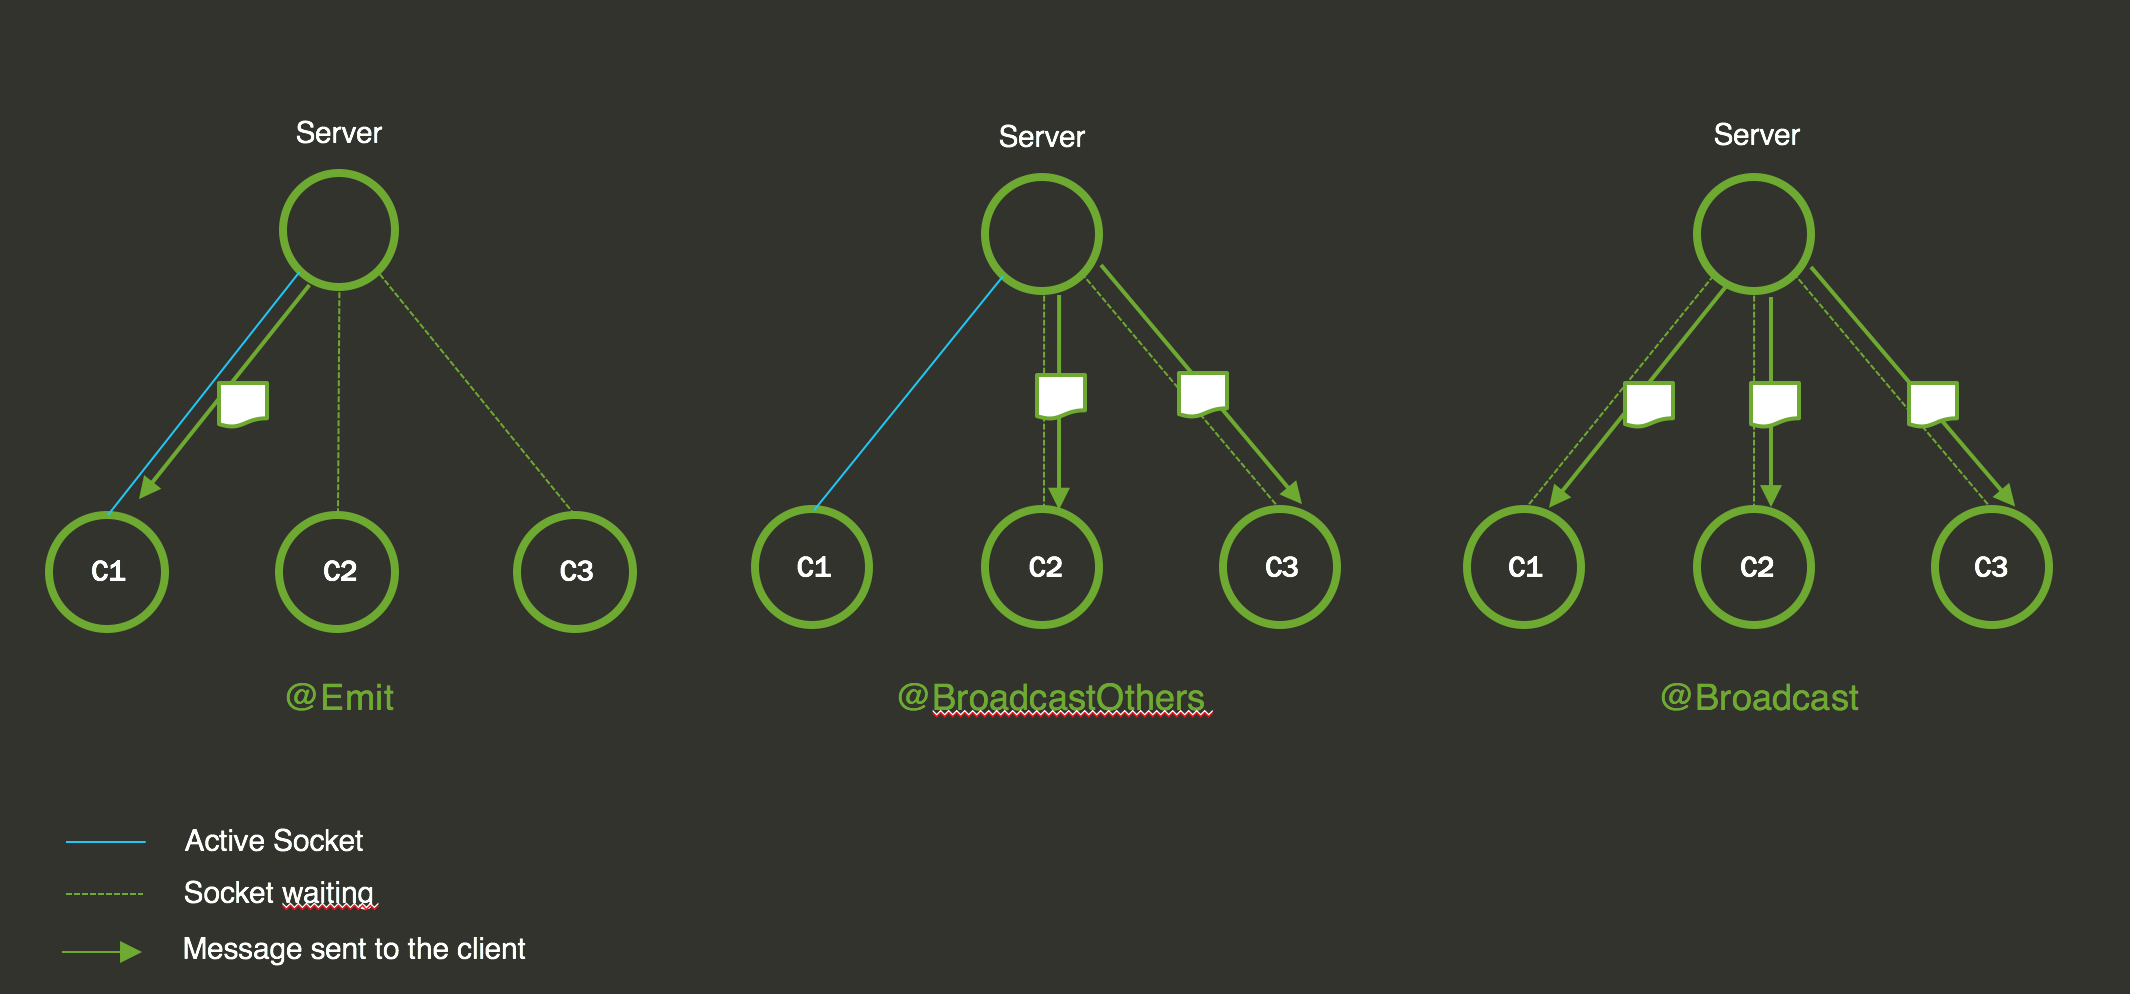 Server
Server
Server
C1
C2
C3
C1
C2
C3
C1
C2
C3
@Emit
@BroadcastOthers
@Broadcast
Active Socket
Socket waiting
Message sent to the client